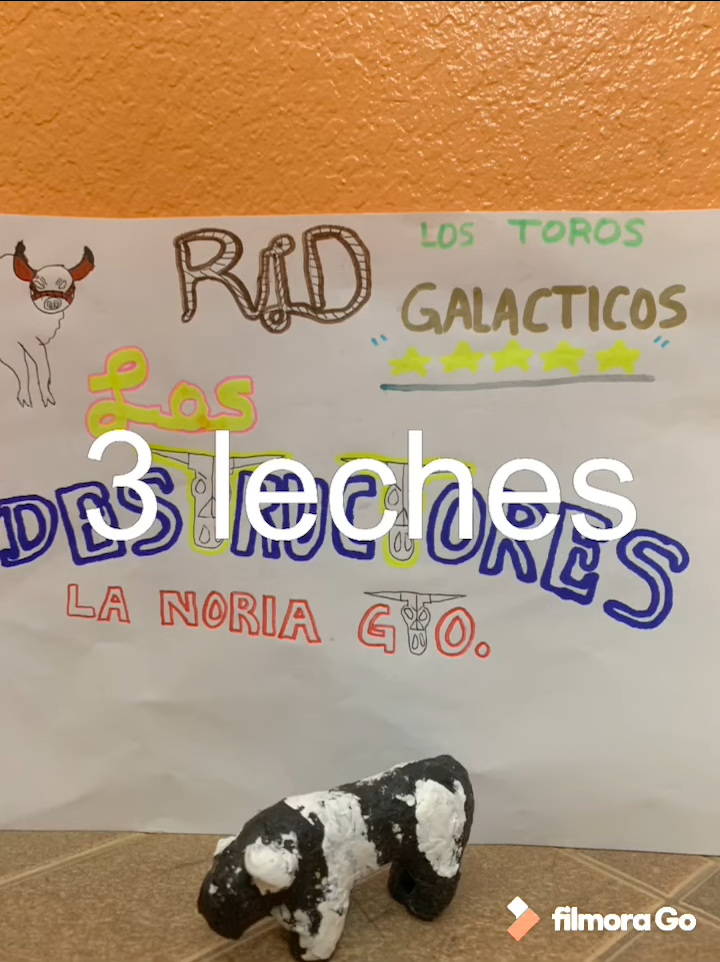 RID
LOS TOROS
GALACTICOS
Los
3 leches
DESTRUCTORES
LA NORIA GTO.
filmora Go